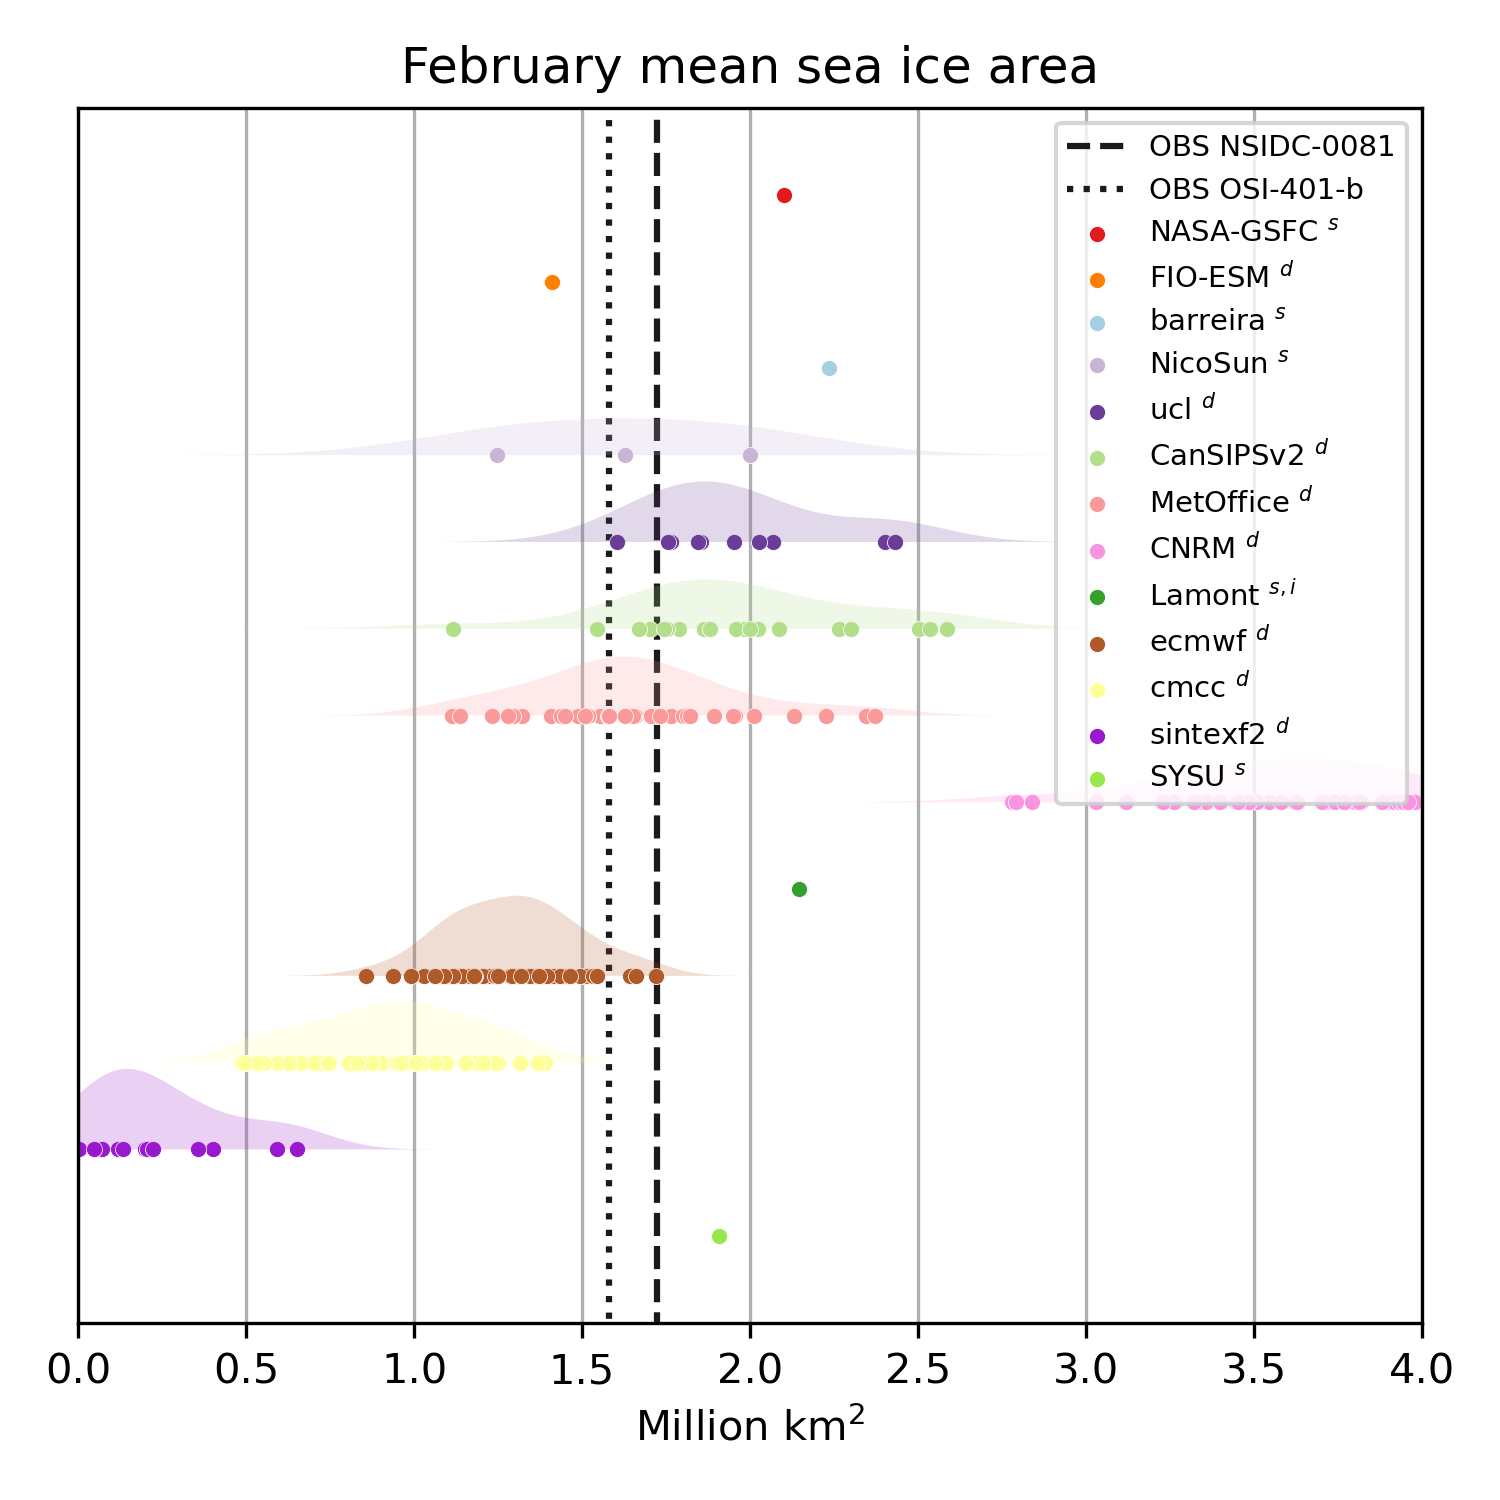 February mean sea ice area
OBS NSIDC-0081
OBS OSI-401-b
NASA-GSFC s
FIO-ESM d
barreira s
NicoSun s
ucl d
CanSIPSv2 d
MetOffice d
CNRM d
Lamont s, i
ecmwf d
cmcc d
sintexf2 d
SYSU s
0.0 0.5 1.0 1.5 2.0 2.5 3.0 3.5 4.0
Million km2